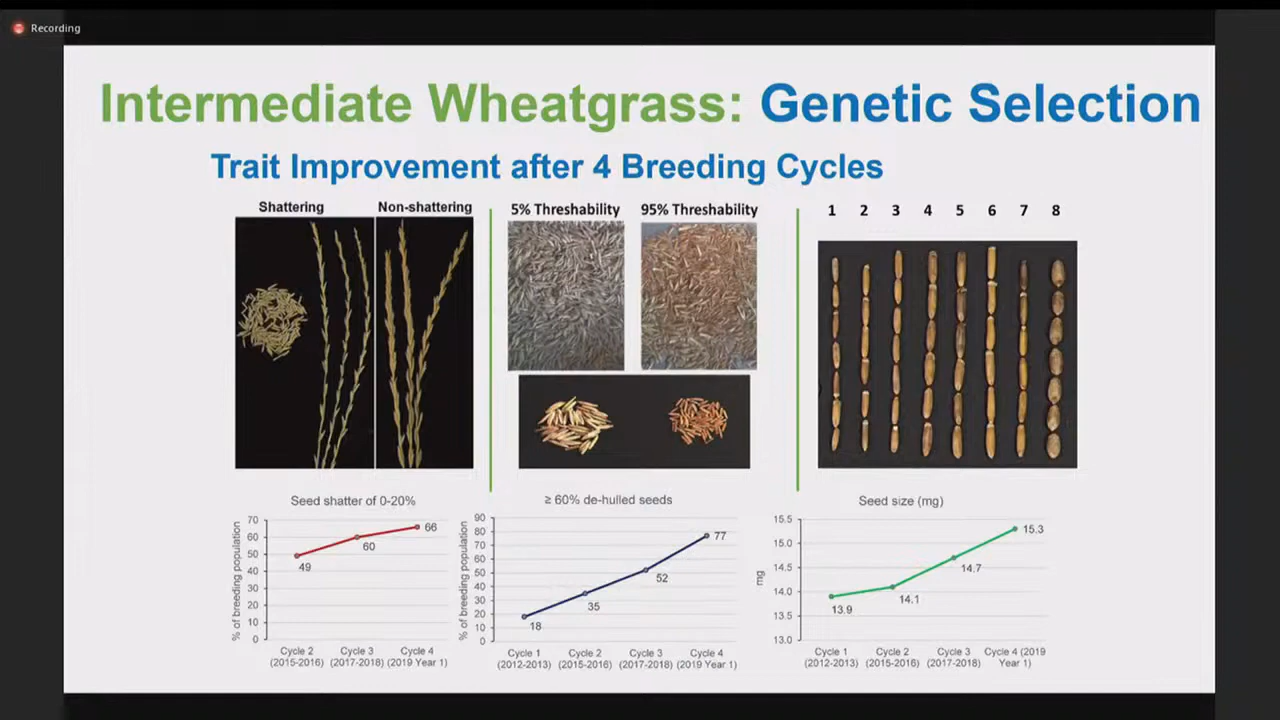 Recording
Intermediate Wheatgrass: Genetic Selection
Trait Improvement after 4 Breeding Cycles
Shattering
Non-shattering
5% Threshability
95% Threshability
1 2 3 4 5 6 7 8
Seed shatter of 0-20%
% of breeding population
70
60
50
40
30
20
10
0
49
60
66
Cycle 2
(2015-2016)
Cycle 3
(2017-2018)
Cycle 4
(2019 Year 1)
≥ 60% de-hulled seeds
% of breeding population
90
80
70
60
50
40
30
20
10
0
18
35
52
77
Cycle 1
(2012-2013)
Cycle 2
(2015-2016)
Cycle 3
(2017-2018)
Cycle 4
(2019 Year 1)
Seed size (mg)
mg
15.5
15.0
14.5
14.0
13.5
13.0
13.9
14.1
14.7
15.3
Cycle 1
(2012-2013)
Cycle 2
(2015-2016)
Cycle 3
(2017-2018)
Cycle 4 (2019
Year 1)